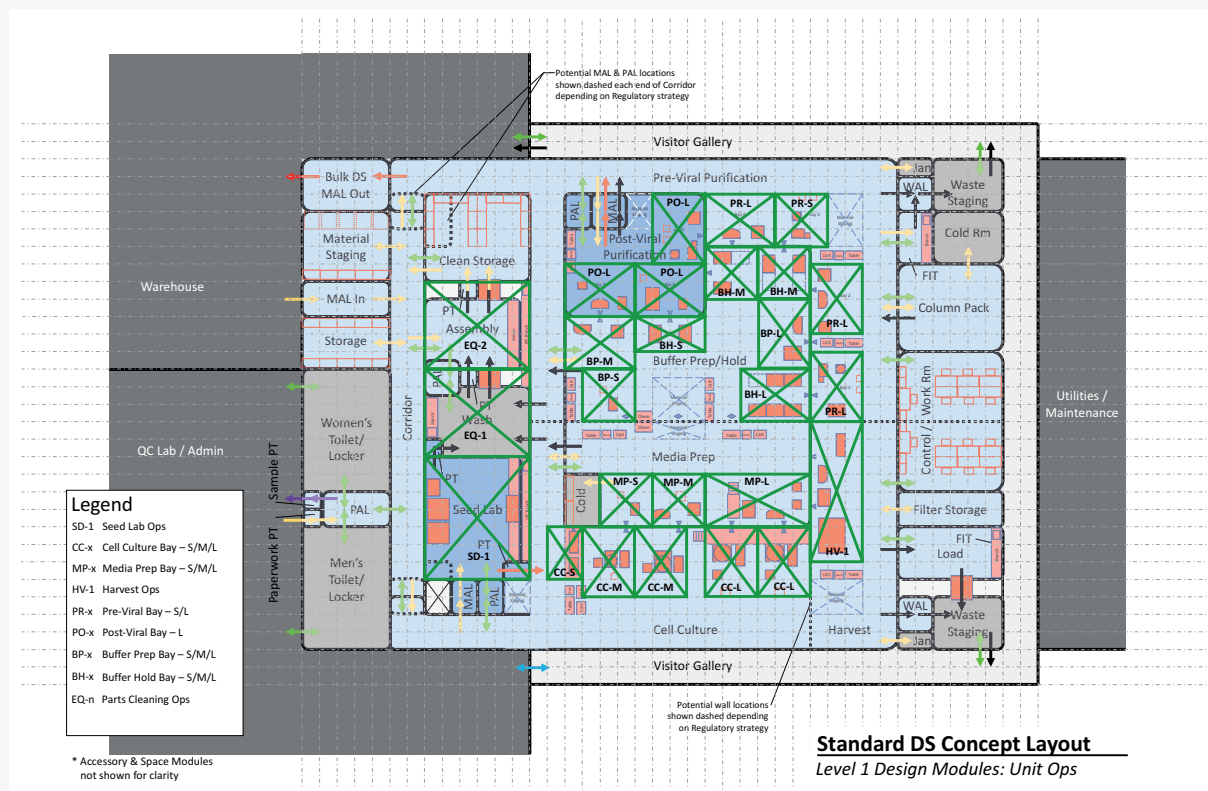 Potential MAL & PAL locations
shown dashed each end of Corridor
depending on Regulatory strategy
Visitor Gallery
Bulk DS
MAL Out
Pre-Viral Purification
Jan
WAL
Waste
Staging
PAL
MAL
PO-L
PR-L
PR-S
Material
Staging
Clean Storage
Post-Viral
Purification
Cold Rm
FIT
Warehouse
MAL In
PT
PO-L
PO-L
BH-M
BH-M
Column Pack
Storage
Assembly
EQ-2
BP-M
BH-S
BP-L
PR-L
Buffer Prep/Hold
PAL
BP-S
BH-L
PR-L
Corridor
Women's
Toilet/
Locker
PT
Wash
EQ-1
Control / Work Rm
Utilities /
Maintenance
QC Lab / Admin
Table
Cart
Table
Cart
Media Prep
PT
Sample PT
Paperwork PT
PAL
Seed Lab
Cold
MP-S
MP-M
MP-L
Filter Storage
PT
SD-1
HV-1
FIT
Load
Men's
Toilet/
Locker
CC-S
CC-M
CC-M
CC-L
CC-L
Cart
Table
MAL
PAL
WAL
Waste
Staging
Jan
Cell Culture
Harvest
Visitor Gallery
Legend
SD-1 Seed Lab Ops
CC-x Cell Culture Bay – S/M/L
MP-x Media Prep Bay – S/M/L
HV-1 Harvest Ops
PR-x Pre-Viral Bay – S/L
PO-x Post-Viral Bay – L
BP-x Buffer Prep Bay – S/M/L
BH-x Buffer Hold Bay – S/M/L
EQ-n Parts Cleaning Ops
* Accessory & Space Modules
not shown for clarity
Potential wall locations
shown dashed depending
on Regulatory strategy
Standard DS Concept Layout
Level 1 Design Modules: Unit Ops